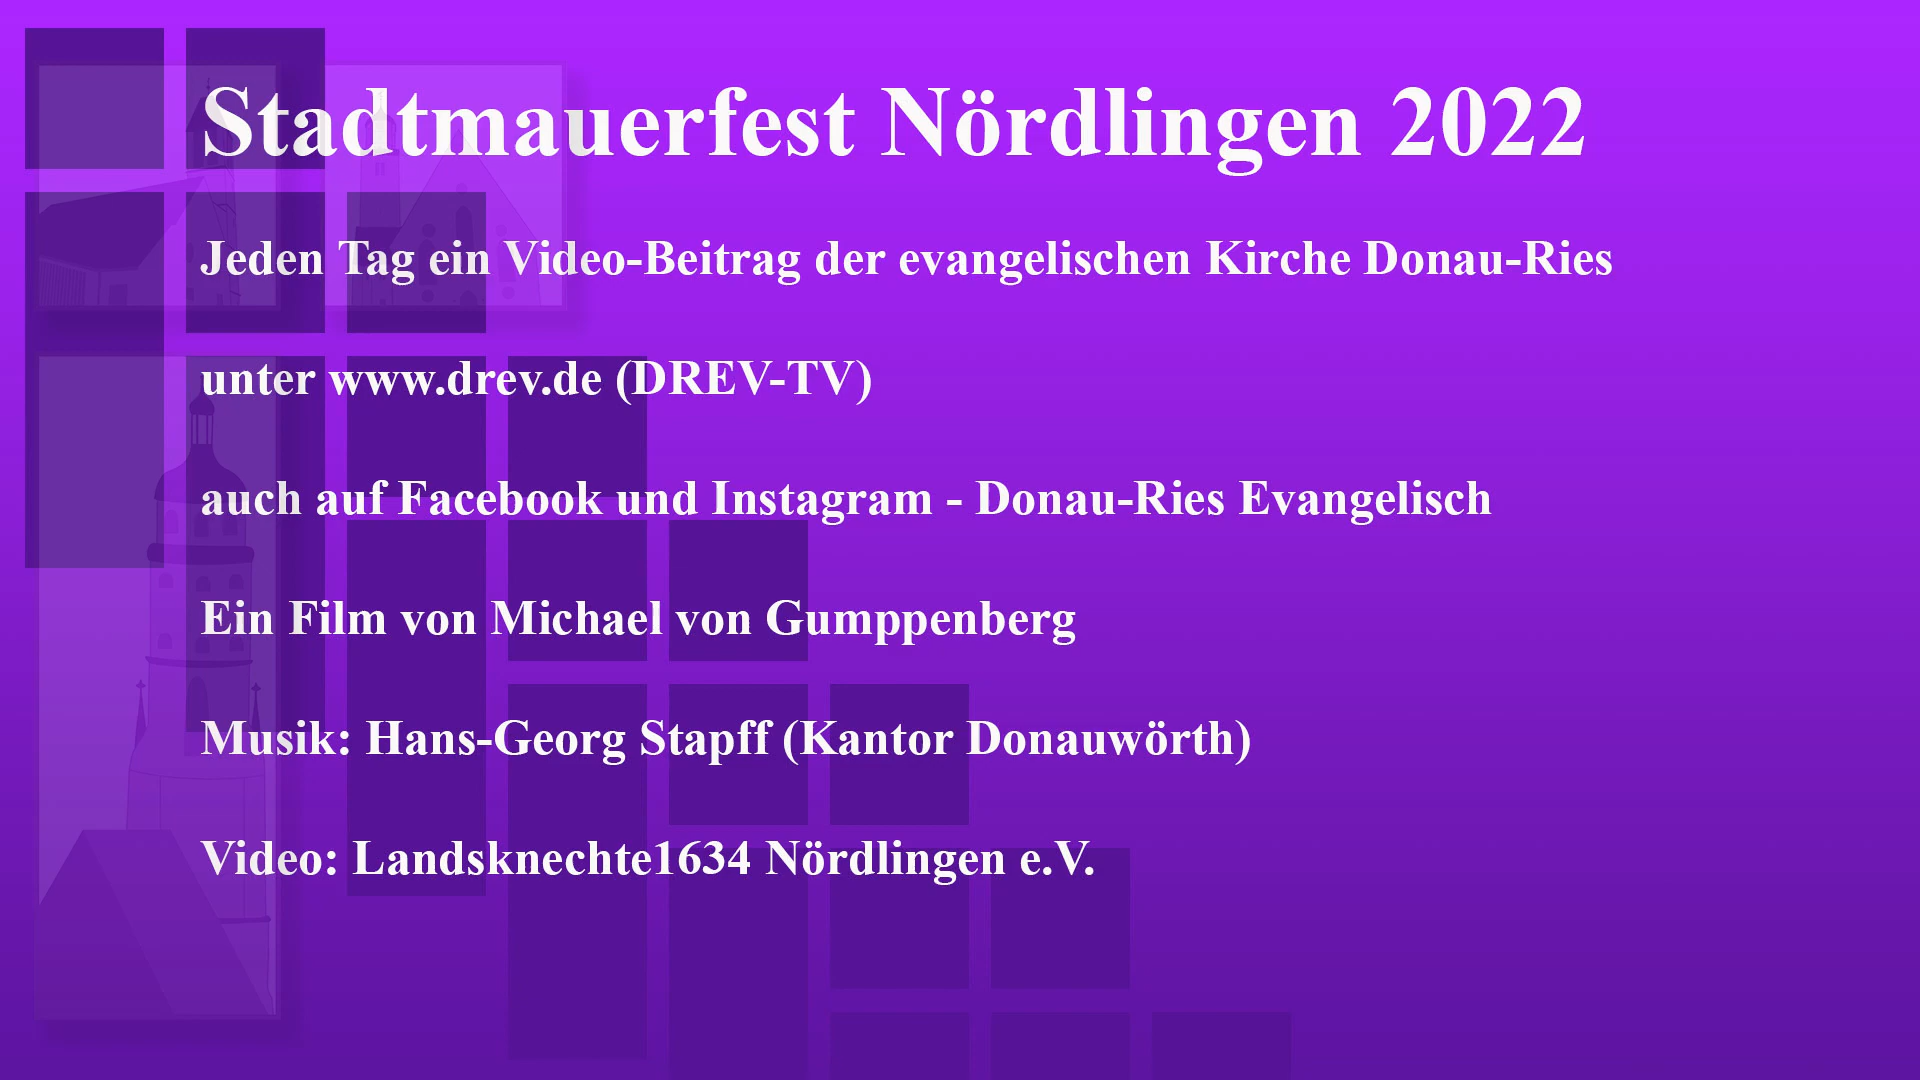 Stadtmauerfest Nördlingen 2022
Jeden Tag ein Video-Beitrag der evangelischen Kirche Donau-Ries
unter www.drev.de (DREV-TV)
auch auf Facebook und Instagram - Donau-Ries Evangelisch
Ein Film von Michael von Gumppenberg
Musik: Hans-Georg Stapff (Kantor Donauwörth)
Video: Landsknechte1634 Nördlingen e.V.